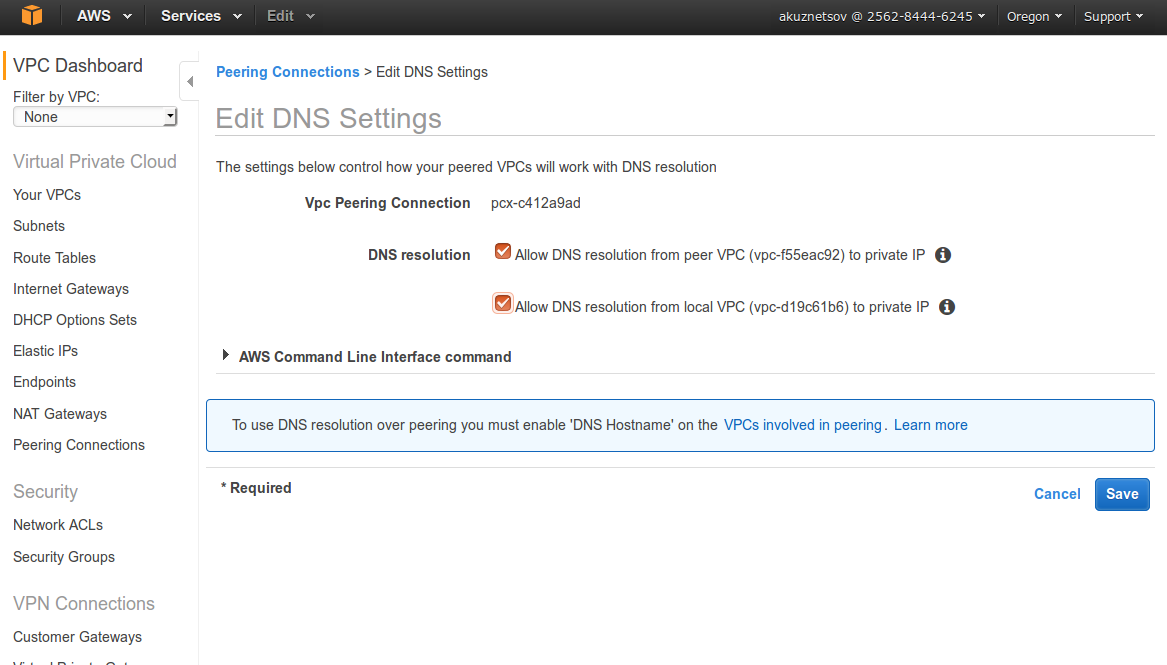 AWS Services Edit akuznetsov @ 2562-8444-6245 Oregon Support
VPC Dashboard
Filter by VPC:
None
Virtual Private Cloud
Your VPCs
Subnets
Route Tables
Internet Gateways
DHCP Options Sets
Elastic IPs
Endpoints
NAT Gateways
Peering Connections
Security
Network ACLs
Security Groups
VPN Connections
Customer Gateways
Peering Connections > Edit DNS Settings
Edit DNS Settings
The settings below control how your peered VPCs will work with DNS resolution
Vpc Peering Connection pcx-c412a9ad
DNS resolution Allow DNS resolution from peer VPC (vpc-f55eac92) to private IP
Allow DNS resolution from local VPC (vpc-d19c61b6) to private IP
AWS Command Line Interface command
To use DNS resolution over peering you must enable 'DNS Hostname' on the VPCs involved in peering. Learn more
* Required
Cancel Save